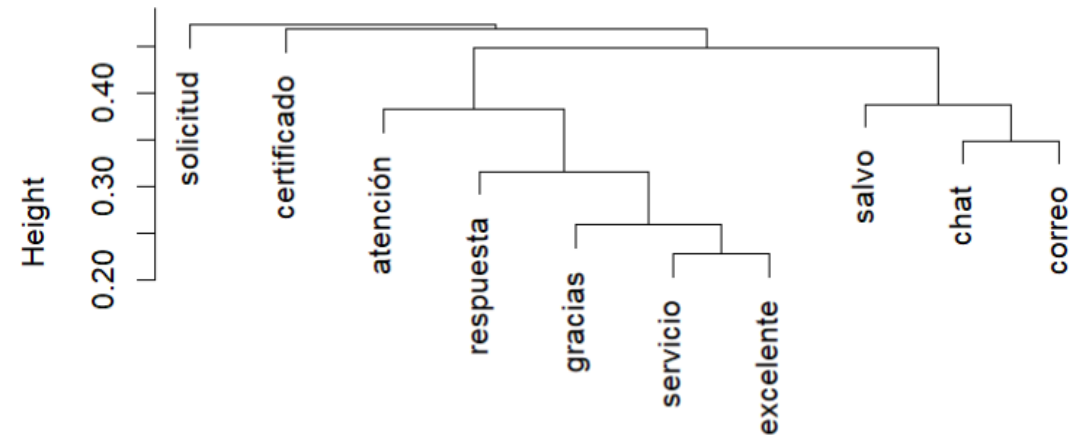 Height
0.40
0.30
0.20
solicitud
certificado
atención
respuesta
gracias
servicio
excelente
salvo
chat
correo